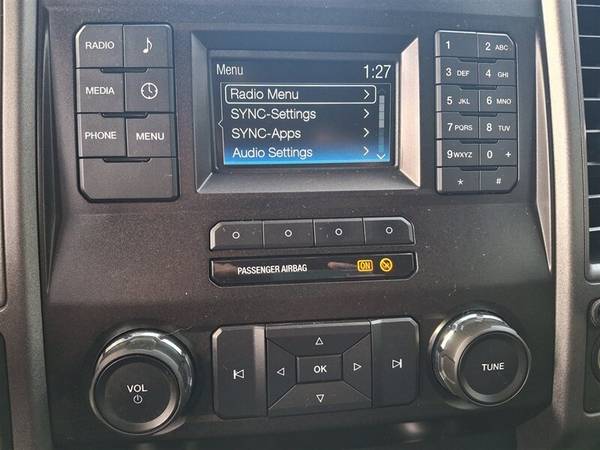 RADIO
MEDIA
PHONE MENU
Menu 1:27
Radio Menu
SYNC-Settings
SYNC-Apps
Audio Settings
1 2 ABC
3 DEF 4 GHI
5 JKL 6 MNO
7 PQRS 8 TUV
9 WXYZ 0 +
* #
PASSENGER AIRBAG ON
VOL
OK
TUNE